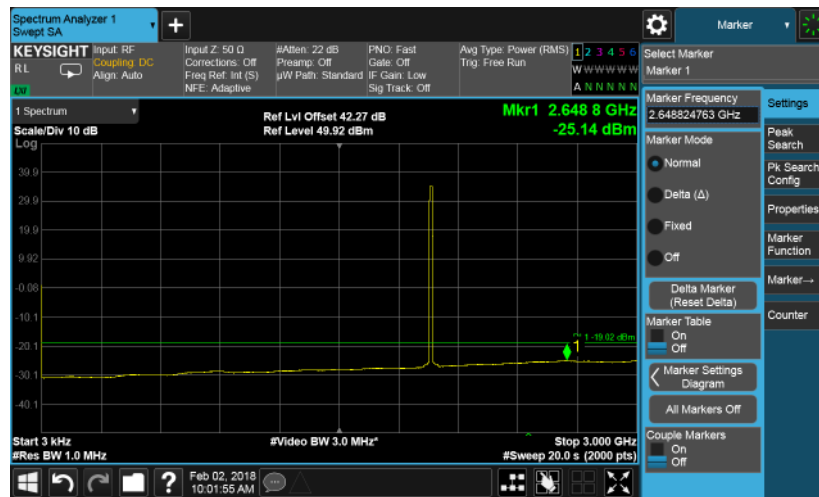 Spectrum Analyzer 1
Swept SA
Marker
KEYSIGHT
RL
LXI
Input: RF
Coupling: DC
Align: Auto
Input Z: 50 Ω
Corrections: Off
Freq Ref: Int (S)
NFE: Adaptive
#Atten: 22 dB
Preamp: Off
µW Path: Standard
PNO: Fast
Gate: Off
IF Gain: Low
Sig Track: Off
Avg Type: Power (RMS)
Trig: Free Run
1 2 3 4 5 6
W W W W W W
A N N N N N
Select Marker
Marker 1
1 Spectrum
Scale/Div 10 dB
Log
Ref Lvl Offset 42.27 dB
Ref Level 49.92 dBm
Mkr1 2.648 8 GHz
-25.14 dBm
39.9
29.9
19.9
9.92
-0.08
-10.1
-20.1
-30.1
-40.1
1 -19.02 dBm
1
Start 3 kHz
#Res BW 1.0 MHz
#Video BW 3.0 MHz*
Stop 3.000 GHz
#Sweep 20.0 s (2000 pts)
Marker Frequency
2.648824763 GHz
Marker Mode
Normal
Delta (Δ)
Fixed
Off
Delta Marker
(Reset Delta)
Marker Table
On
Off
Marker Settings
Diagram
All Markers Off
Couple Markers
On
Off
Settings
Peak
Search
Pk Search
Config
Properties
Marker
Function
Marker→
Counter
?
Feb 02, 2018
10:01:55 AM